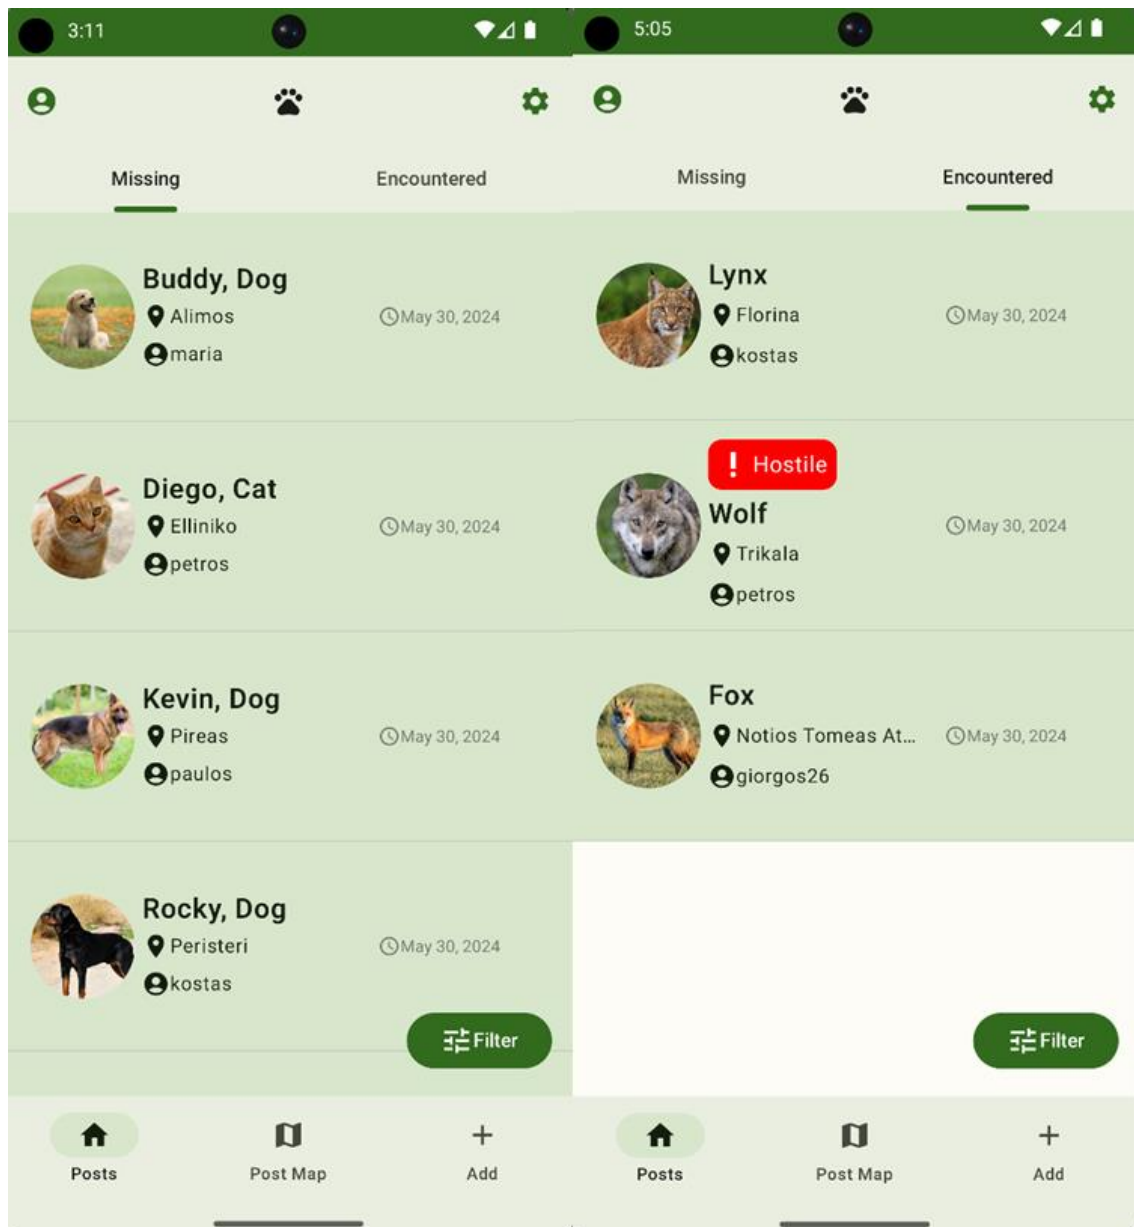 3:11
Missing
Encountered
Buddy, Dog
Alimos
May 30, 2024
maria
Diego, Cat
Elliniko
May 30, 2024
petros
Kevin, Dog
Pireas
May 30, 2024
paulos
Rocky, Dog
Peristeri
May 30, 2024
kostas
Filter
Posts
Post Map
Add
5:05
Missing
Encountered
Lynx
Florina
May 30, 2024
kostas
! Hostile
Wolf
Trikala
May 30, 2024
petros
Fox
Notios Tomeas At...
May 30, 2024
giorgos26
Filter
Posts
Post Map
Add